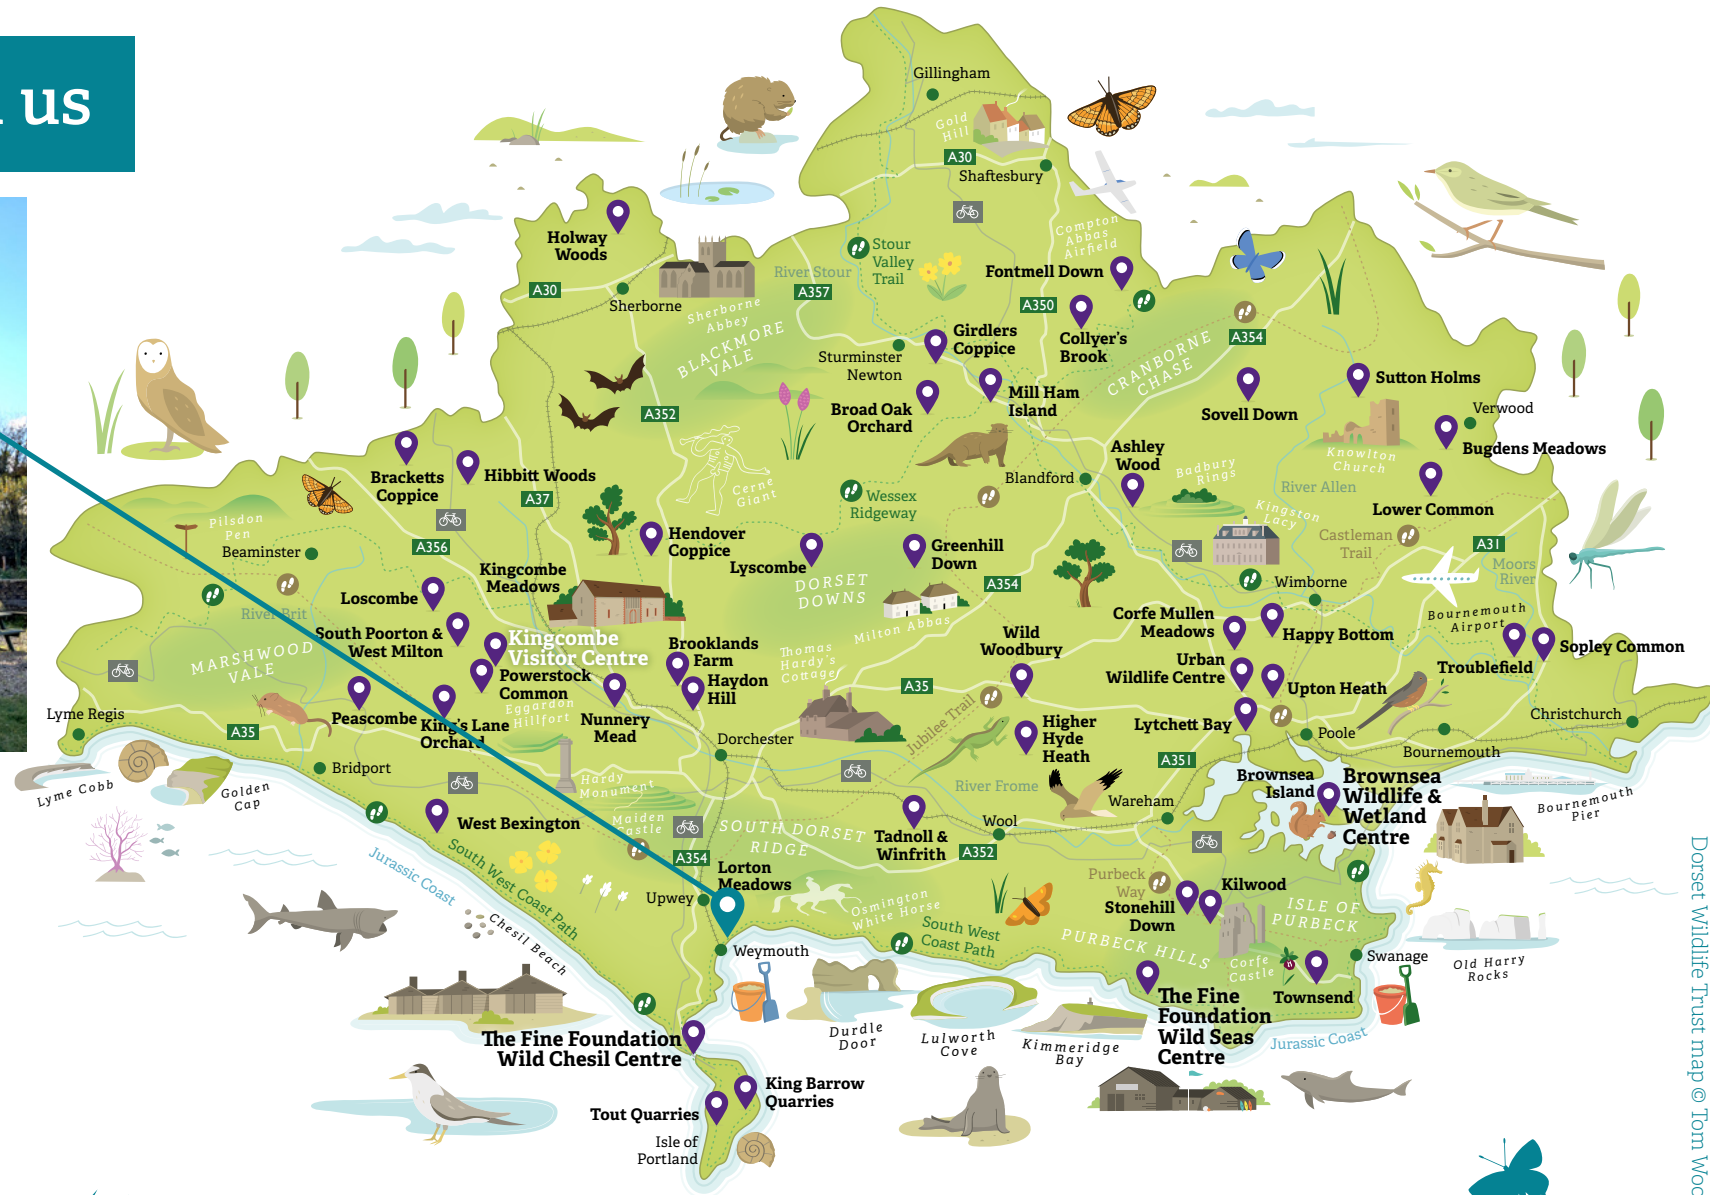 us
Gillingham
Gold
Hill
A30
Shaftesbury
Compton
Abbas
Airfield
Holway
Woods
A30
Sherborne
Sherborne
Abbey
River Stour
A357
Stour
Valley
Trail
Fontmell Down
A350
Collyer's
Brook
A354
BLACKMORE
VALE
CRANBORNE
CHASE
Girdlers
Coppice
Sturminster
Newton
Mill Ham
Island
Broad Oak
Orchard
A352
Sovell Down
Sutton Holms
Verwood
Bugdens Meadows
Knowlton
Church
Lower Common
River Allen
Bracketts
Coppice
Hibbitt Woods
A37
Cerne
Giant
Blandford
Ashley
Wood
Badbury
Rings
Kingston
Lacy
Castleman
Trail
A31
Moors
River
Pilsdon
Pen
Beaminster
A356
Wessex
Ridgeway
Hendover
Coppice
Lyscombe
Greenhill
Down
A354
DORSET
DOWNS
Milton Abbas
Wimborne
Kingcombe
Meadows
Loscombe
River Brit
South Poorton &
West Milton
Kingcombe
Visitor Centre
Powerstock
Common
Brooklands
Farm
Haydon
Hill
Thomas
Hardy's
Cottage
Wild
Woodbury
Corfe Mullen
Meadows
Happy Bottom
Bournemouth
Airport
Troublefield
Sopley Common
MARSHWOOD
VALE
Urban
Wildlife Centre
Upton Heath
A35
Jubilee Trail
Peascombe
King's Lane
Orchard
Eggardon
Hillfort
Nunnery
Mead
Lyme Regis
A35
Higher
Hyde
Heath
Lytchett Bay
Poole
Bournemouth
Christchurch
Dorchester
Bridport
A351
Lyme Cobb
Golden
Cap
Hardy
Monument
River Frome
Wareham
Brownsea
Island
Brownsea
Wildlife &
Wetland
Centre
Bournemouth
Pier
West Bexington
Maiden
Castle
SOUTH DORSET
RIDGE
Tadnoll &
Winfrith
Wool
A352
A354
Jurassic Coast
South West Coast Path
Chesil Beach
Lorton
Meadows
Upwey
Weymouth
Osmington
White Horse
South West
Coast Path
Purbeck
Way
Stonehill
Down
Kilwood
ISLE OF
PURBECK
PURBECK HILLS
Corfe
Castle
Swanage
Townsend
Old Harry
Rocks
Durdle
Door
Lulworth
Cove
Kimmeridge
Bay
The Fine
Foundation
Wild Seas
Centre
Jurassic Coast
The Fine Foundation
Wild Chesil Centre
King Barrow
Quarries
Tout Quarries
Isle of
Portland
Dorset Wildlife Trust map © Tom